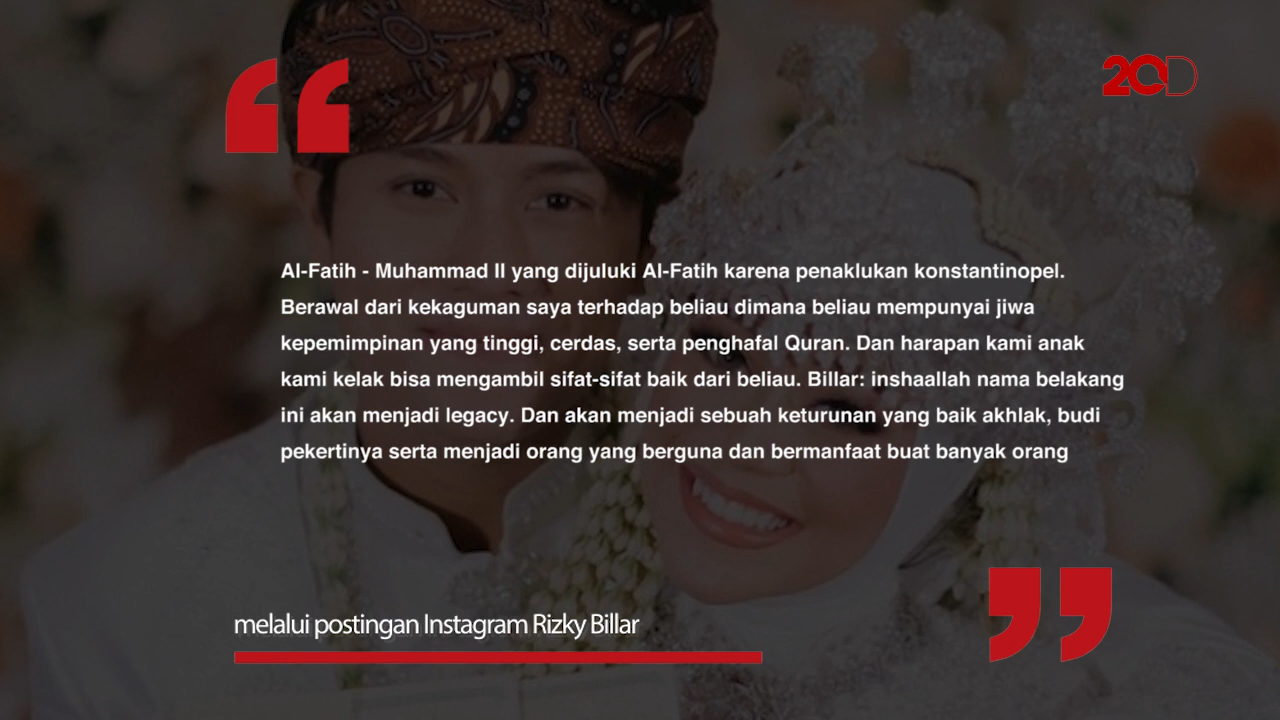 20D
Al-Fatih - Muhammad II yang dijuluki Al-Fatih karena penaklukan konstantinopel.
Berawal dari kekaguman saya terhadap beliau dimana beliau mempunyai jiwa
kepemimpinan yang tinggi, cerdas, serta penghafal Quran. Dan harapan kami anak
kami kelak bisa mengambil sifat-sifat baik dari beliau. Billar: inshaallah nama belakang
ini akan menjadi legacy. Dan akan menjadi sebuah keturunan yang baik akhlak, budi
pekertinya serta menjadi orang yang berguna dan bermanfaat buat banyak orang
melalui postingan Instagram Rizky Billar